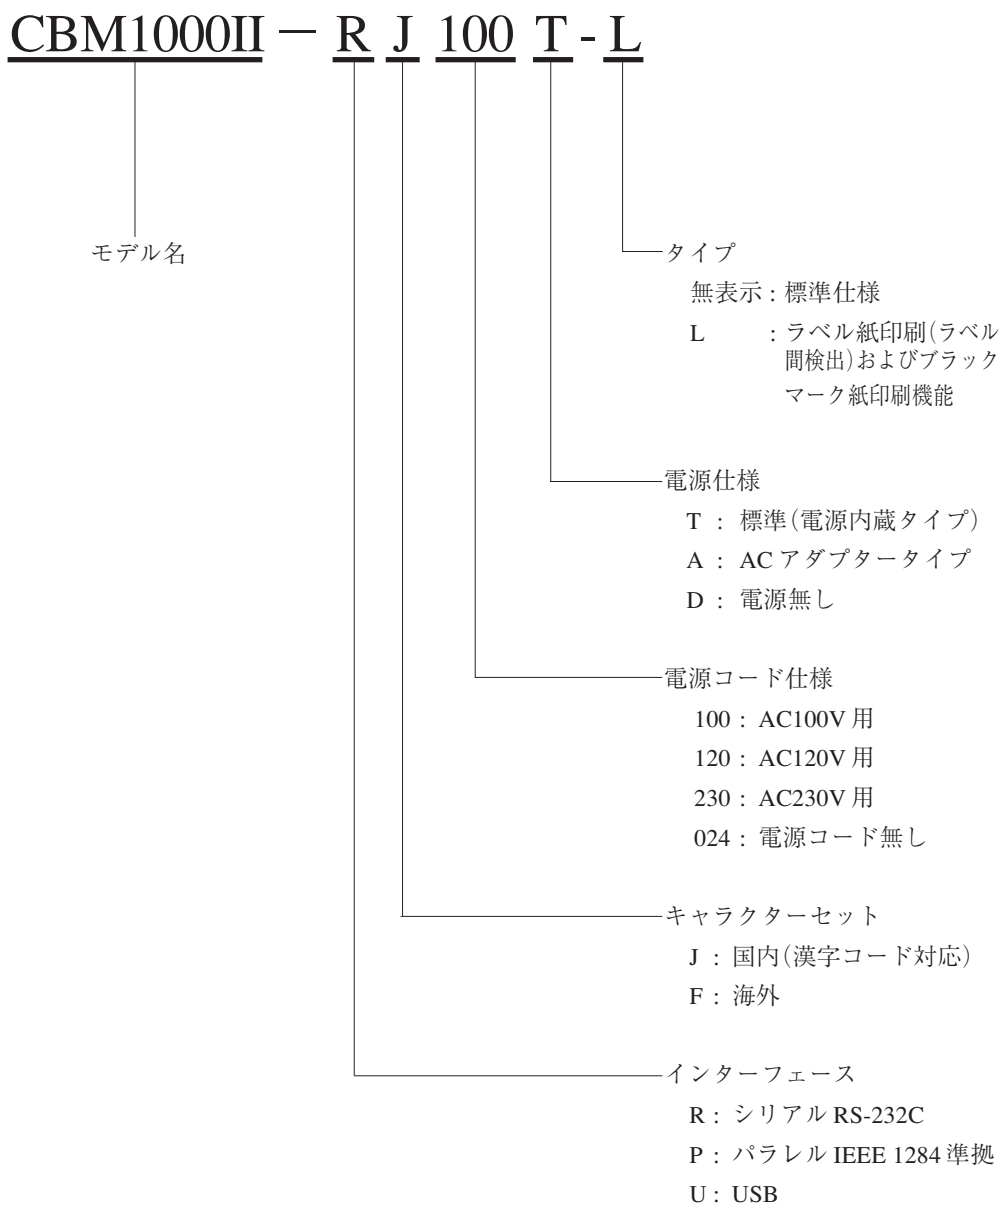 CBM1000II － R J 100 T - L
モデル名
タイプ
無表示 : 標準仕様
L : ラベル紙印刷(ラベル
間検出)およびブラック
マーク紙印刷機能
電源仕様
T : 標準(電源内蔵タイプ)
A : AC アダプタータイプ
D : 電源無し
電源コード仕様
100 : AC100V 用
120 : AC120V 用
230 : AC230V 用
024 : 電源コード無し
キャラクターセット
J : 国内(漢字コード対応)
F : 海外
インターフェース
R : シリアル RS-232C
P : パラレル IEEE 1284 準拠
U : USB